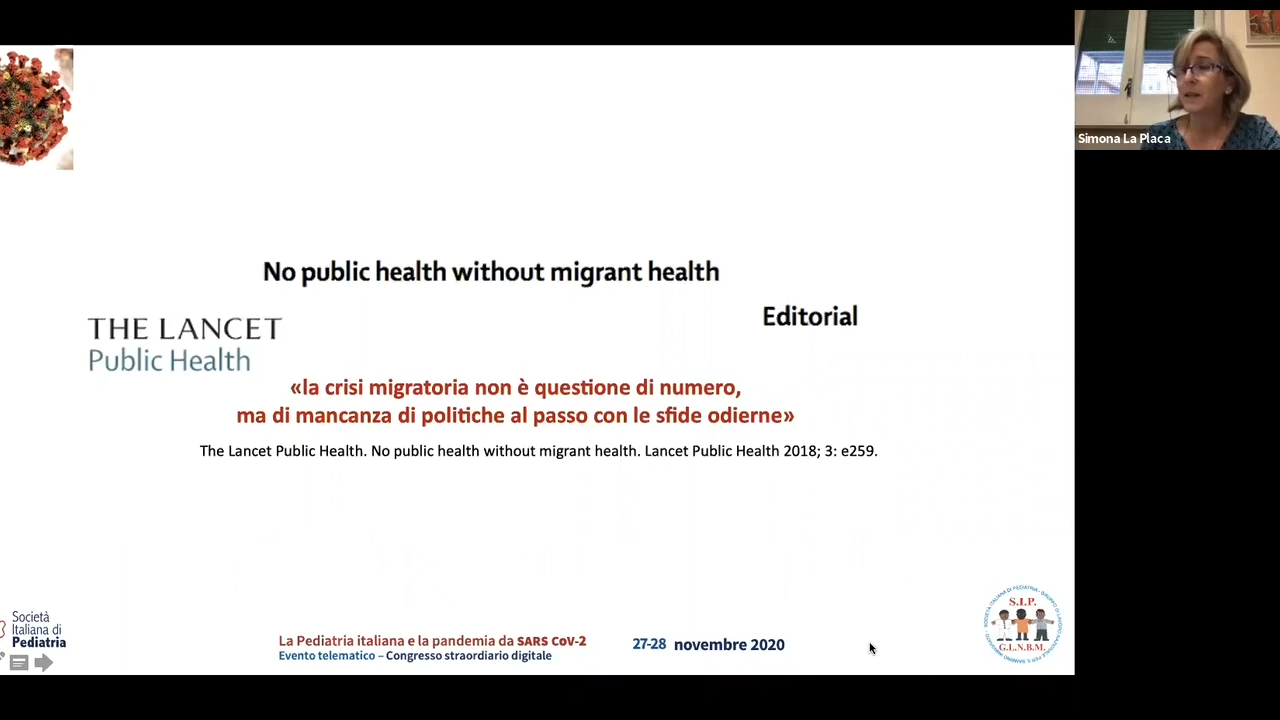 Simona La Placa
No public health without migrant health
Editorial
THE LANCET
Public Health
«la crisi migratoria non è questione di numero,
ma di mancanza di politiche al passo con le sfide odierne»
The Lancet Public Health. No public health without migrant health. Lancet Public Health 2018; 3: e259.
Società
Italiana di
Pediatria
La Pediatria italiana e la pandemia da SARS CoV-2
Evento telematico – Congresso straordinario digitale
27-28 novembre 2020
S.I.P.
G.L.N.B.M.